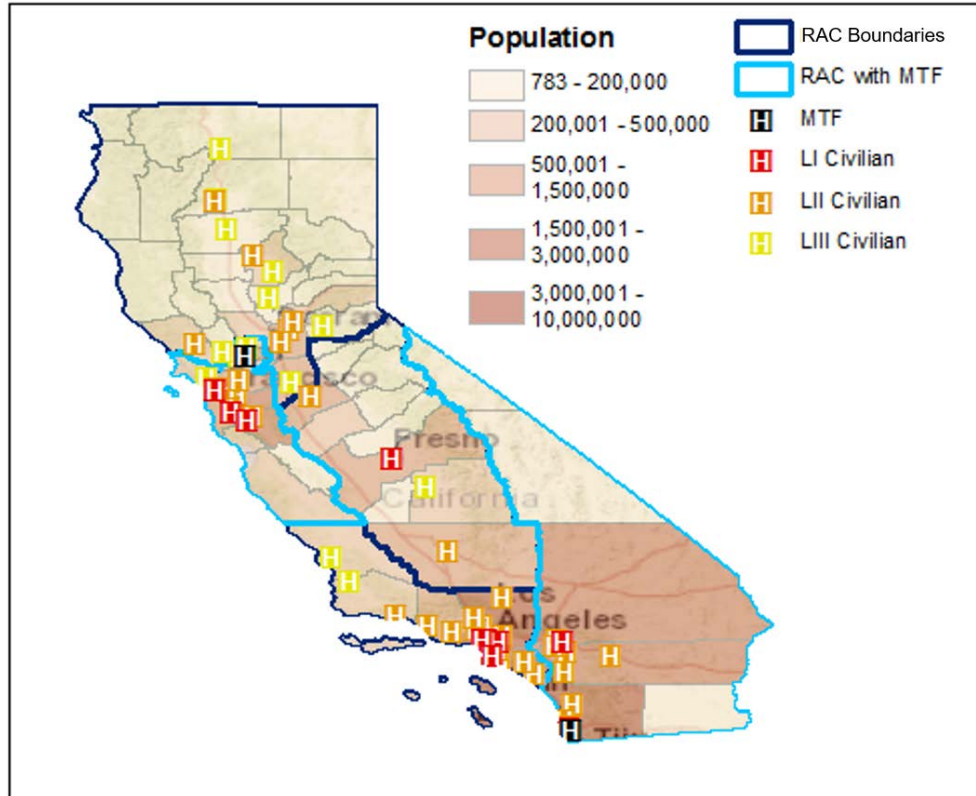 Population
783 - 200,000
200,001 - 500,000
500,001 -
1,500,000
1,500,001 -
3,000,000
3,000,001 -
10,000,000
RAC Boundaries
RAC with MTF
H MTF
H LI Civilian
H LII Civilian
H LIII Civilian
Fresno
California
Los
Angeles